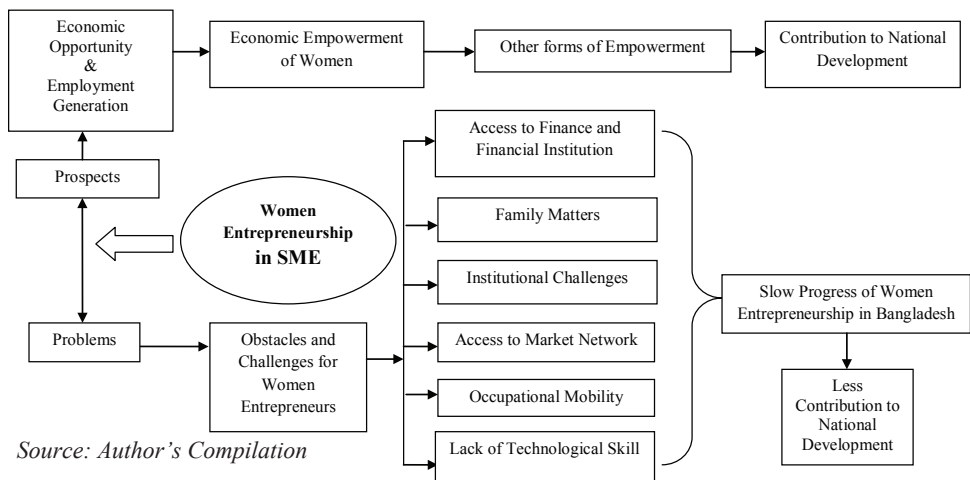 Economic
Opportunity
&
Employment
Generation
Economic Empowerment
of Women
Other forms of Empowerment
Contribution to National
Development
Prospects
Women
Entrepreneurship
in SME
Problems
Obstacles and
Challenges for
Women
Entrepreneurs
Access to Finance and
Financial Institution
Family Matters
Institutional Challenges
Access to Market Network
Occupational Mobility
Lack of Technological Skill
Slow Progress of Women
Entrepreneurship in Bangladesh
Less
Contribution to
National
Development
Source: Author's Compilation